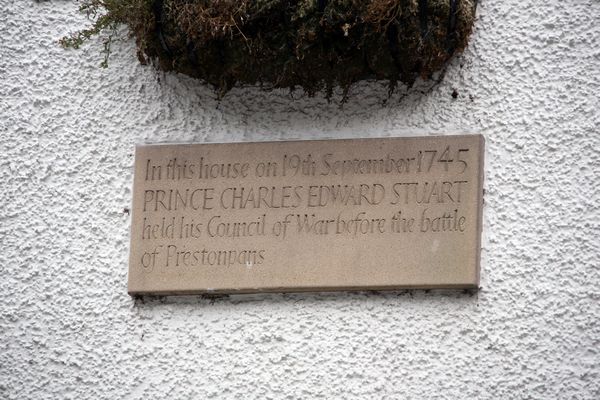 In this house on 19th September 1745
PRINCE CHARLES EDWARD STUART
held his Council of War before the battle
of Prestonpans